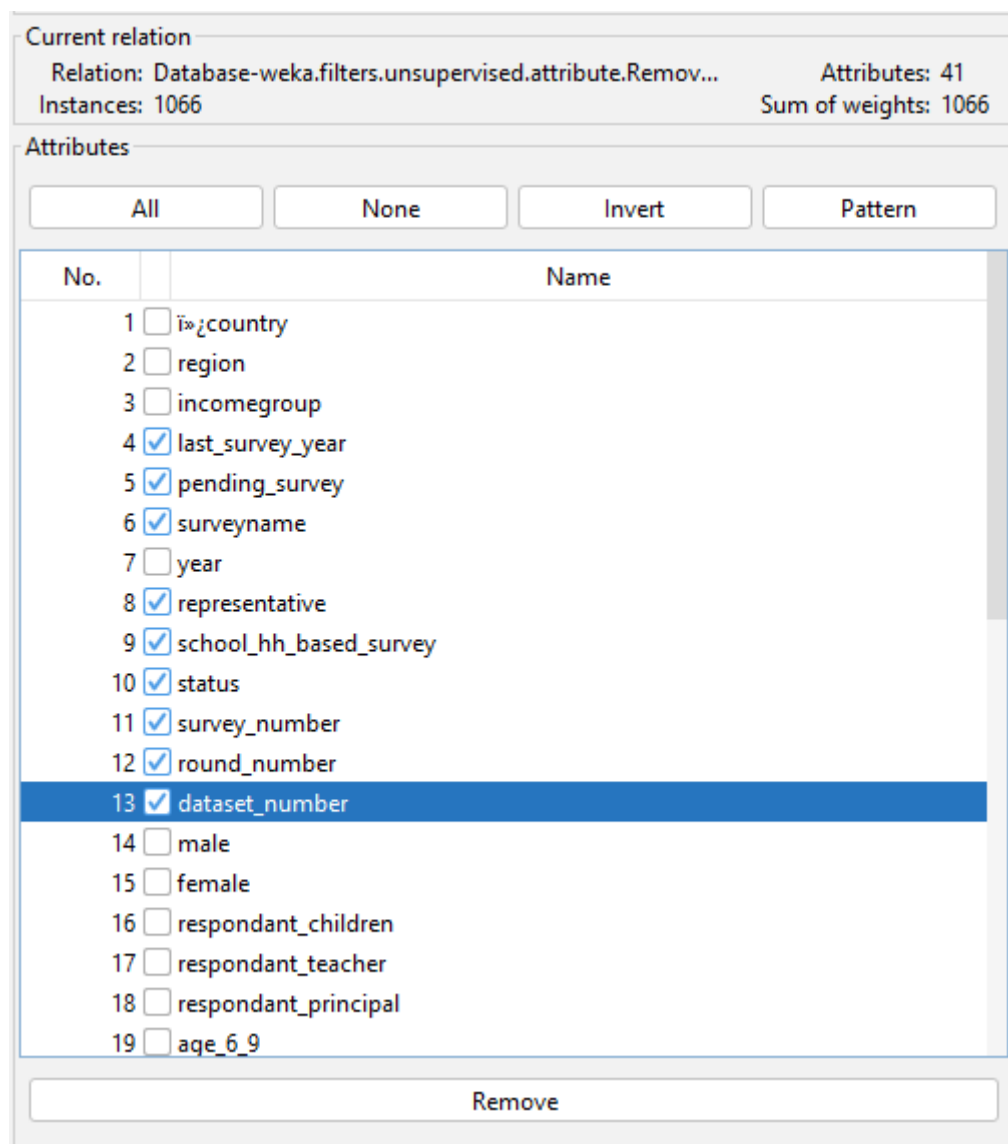 Current relation
Relation: Database-weka.filters.unsupervised.attribute.Remov... Attributes: 41
Instances: 1066 Sum of weights: 1066
Attributes
All None Invert Pattern
No. Name
1 ï»¿country
2 region
3 incomegroup
4 last_survey_year
5 pending_survey
6 surveyname
7 year
8 representative
9 school_hh_based_survey
10 status
11 survey_number
12 round_number
13 dataset_number
14 male
15 female
16 respondant_children
17 respondant_teacher
18 respondant_principal
19 age_6_9
Remove